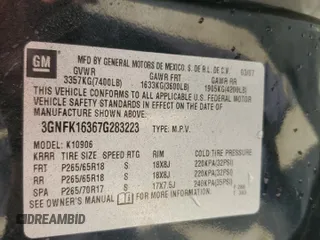 GM
MFD BY GENERAL MOTORS DE MEXICO, S. DE R.L. DE C.V. 03/07
GVWR GAWR FRT GAWR RR
3357KG(7400LB) 1633KG(3600LB) 1905KG(4200LB)
THIS VEHICLE CONFORMS TO ALL APPLICABLE U.S. FEDERAL
MOTOR VEHICLE SAFETY STANDARDS IN EFFECT ON THE DATE OF
MANUFACTURE SHOWN ABOVE.
3GNFK16367G283223 TYPE: M.P.V.
MODEL: K10906
KRRR TIRE SIZE SPEED RTG RIM COLD TIRE PRESSURE
FRT P265/65R18 S 18X8J 220KPA(32PSI)
RR P265/65R18 S 18X8J 220KPA(32PSI)
SPA P265/70R17 S 17X7.5J 240KPA(35PSI)
SEE OWNER'S MANUAL FOR MORE INFORMATION.
DREAMBID